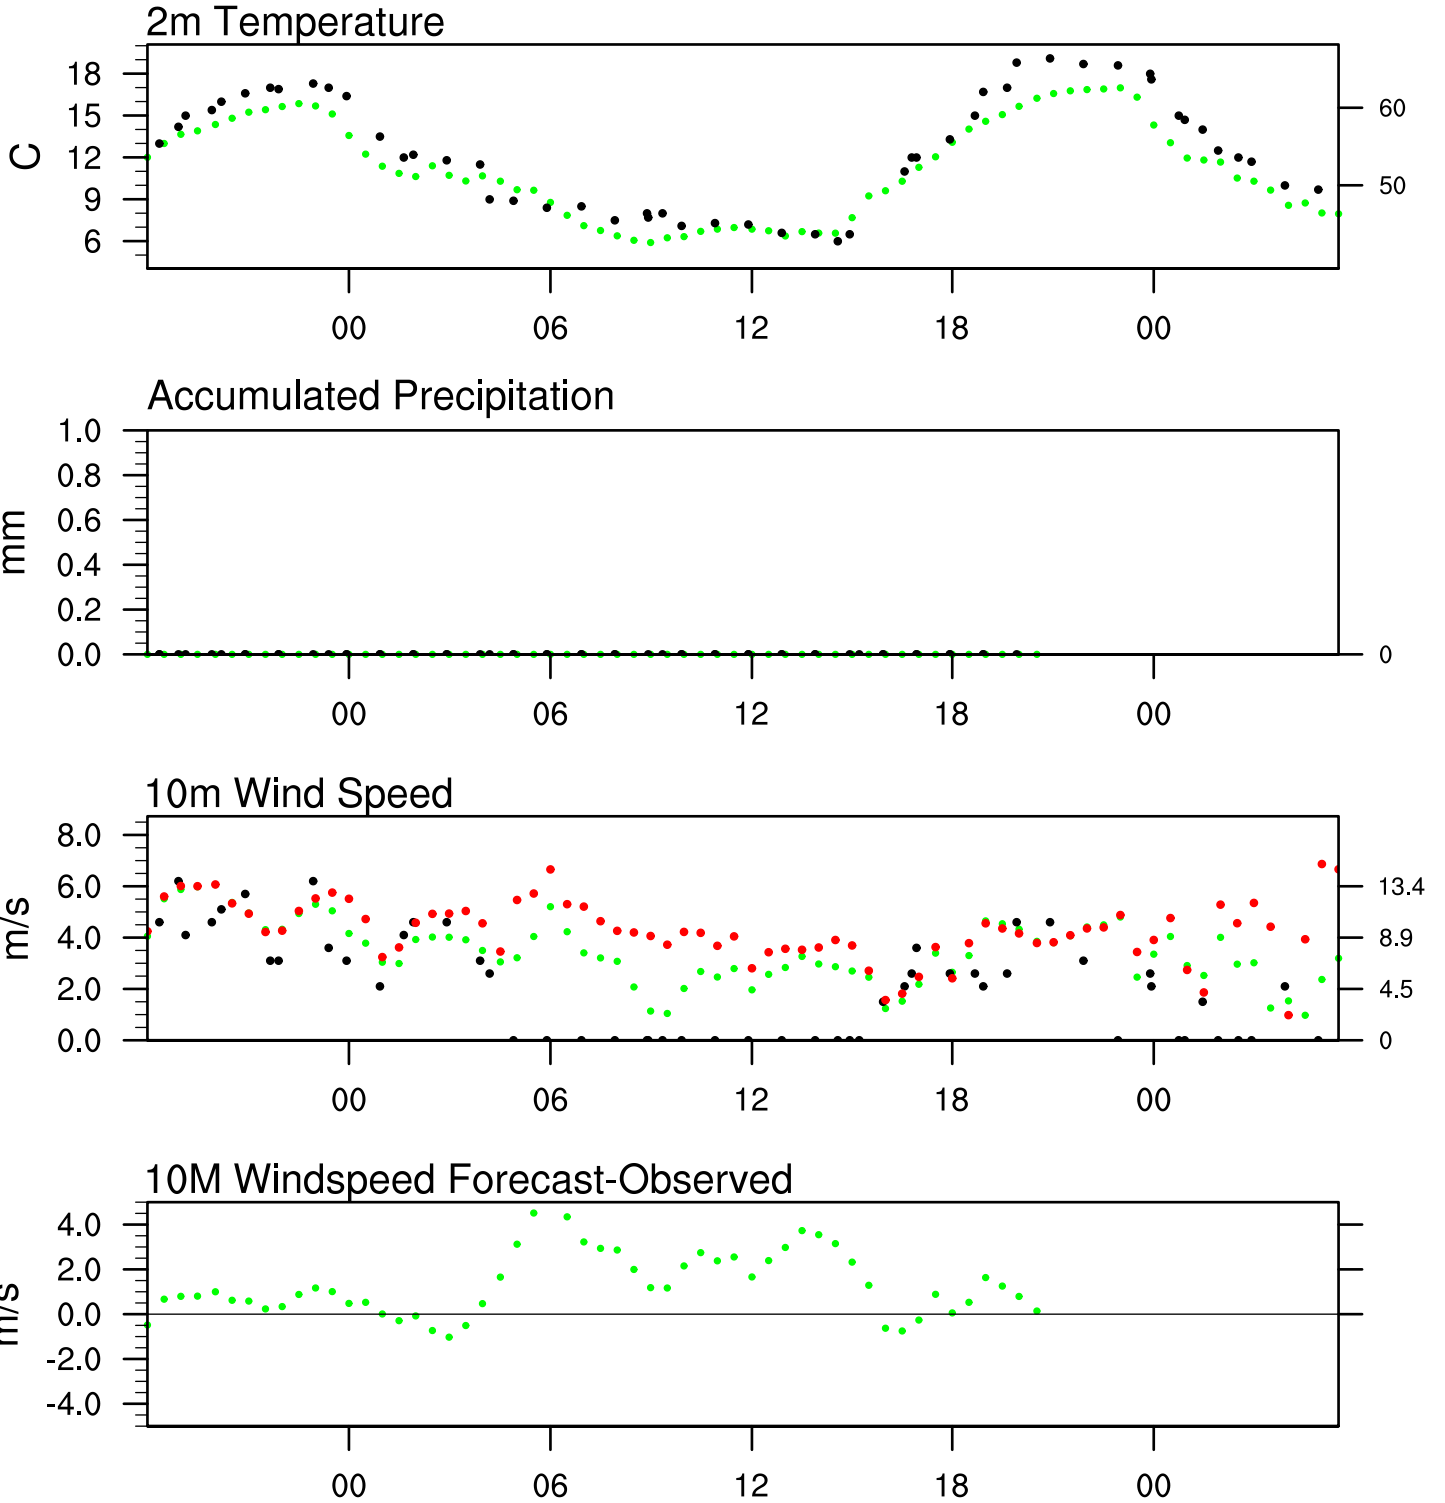 2m Temperature
18
15
12
9
6
C
60
50
00 06 12 18 00
Accumulated Precipitation
1.0
0.8
0.6
0.4
0.2
0.0
mm
0
00 06 12 18 00
10m Wind Speed
8.0
6.0
4.0
2.0
0.0
m/s
13.4
8.9
4.5
0
00 06 12 18 00
10M Windspeed Forecast-Observed
4.0
2.0
0.0
-2.0
-4.0
m/s
00 06 12 18 00